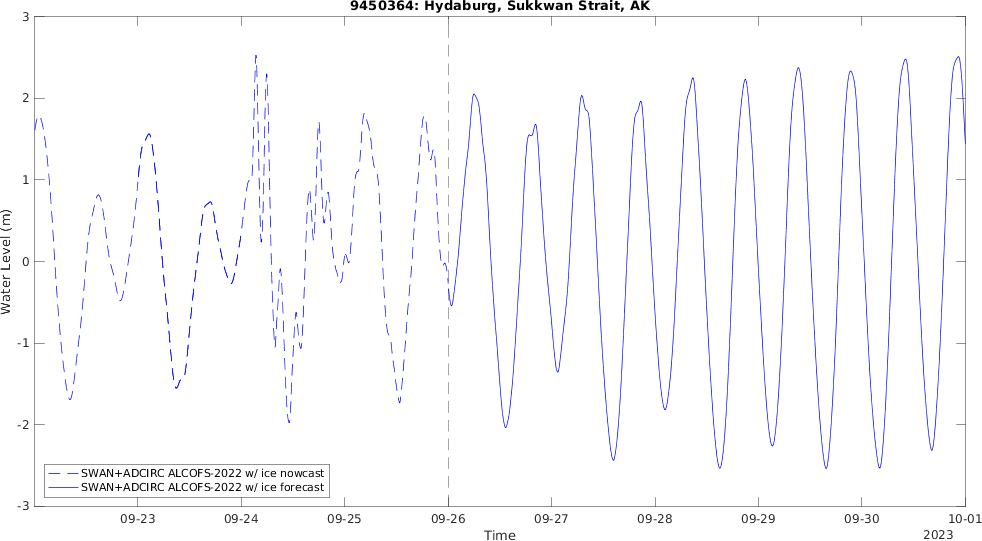 9450364: Hydaburg, Sukkwan Strait, AK
3
2
1
0
-1
-2
-3
Water Level (m)
SWAN+ADCIRC ALCOFS-2022 w/ ice nowcast
SWAN+ADCIRC ALCOFS-2022 w/ ice forecast
09-23 09-24 09-25 09-26 09-27 09-28 09-29 09-30 10-01
Time
2023